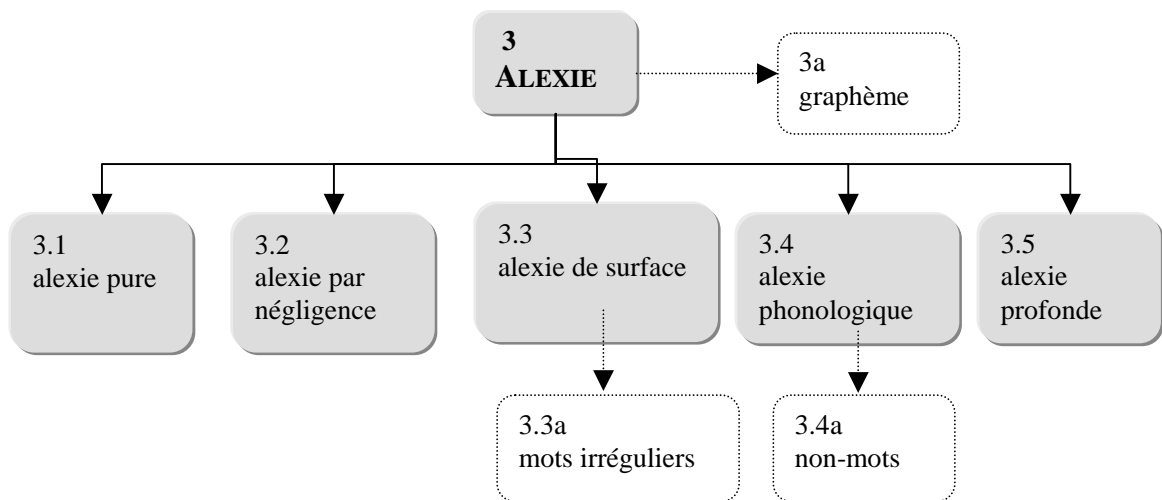 3
ALEXIE
3a
graphème
3.1
alexie pure
3.2
alexie par
négligence
3.3
alexie de surface
3.4
alexie
phonologique
3.5
alexie
profonde
3.3a
mots irréguliers
3.4a
non-mots